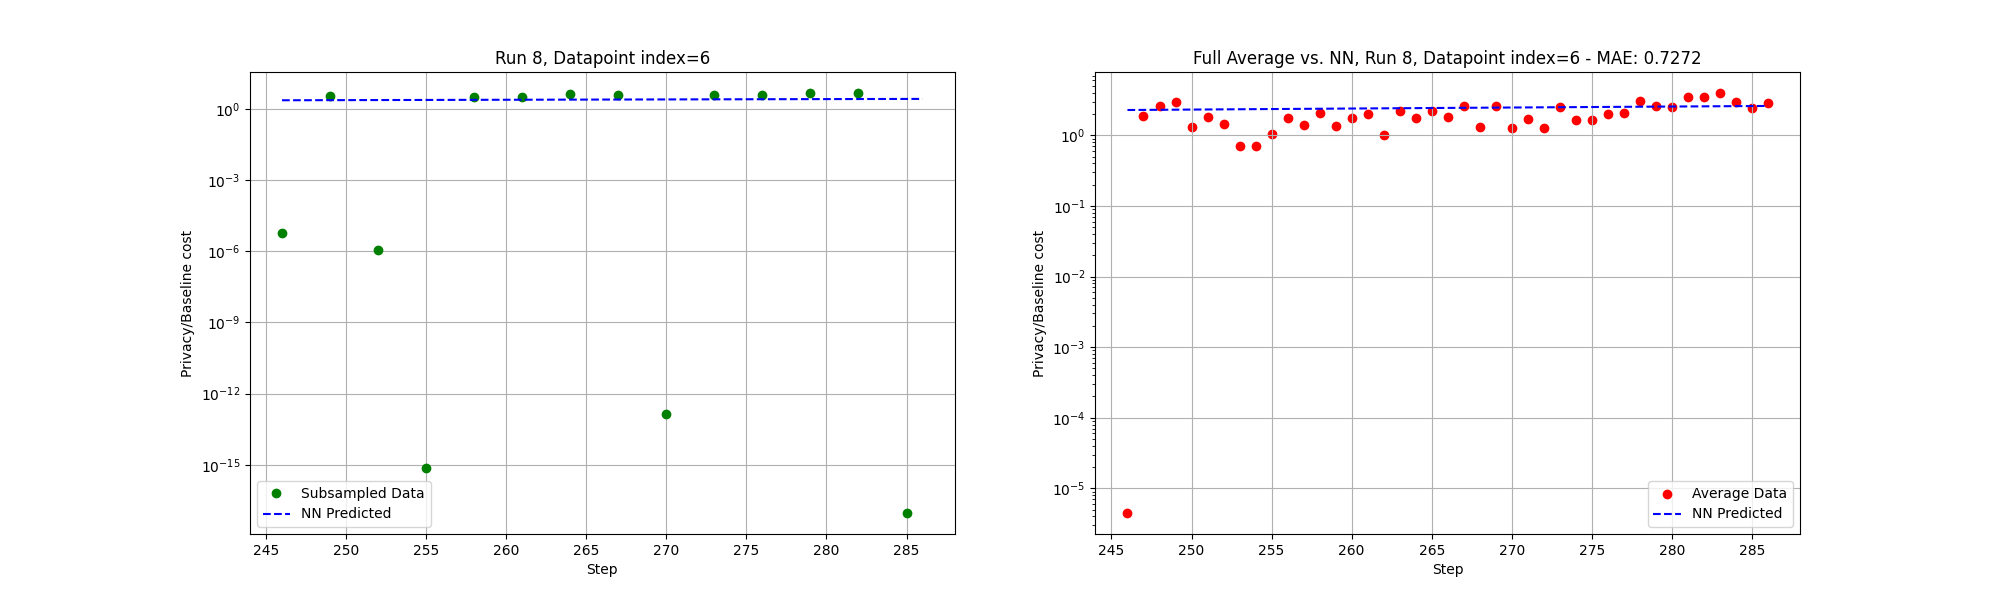 Run 8, Datapoint index=6
Privacy/Baseline cost
10^0
10^-3
10^-6
10^-9
10^-12
10^-15
Subsampled Data
NN Predicted
245 250 255 260 265 270 275 280 285
Step
Full Average vs. NN, Run 8, Datapoint index=6 - MAE: 0.7272
Privacy/Baseline cost
10^0
10^-1
10^-2
10^-3
10^-4
10^-5
Average Data
NN Predicted
245 250 255 260 265 270 275 280 285
Step